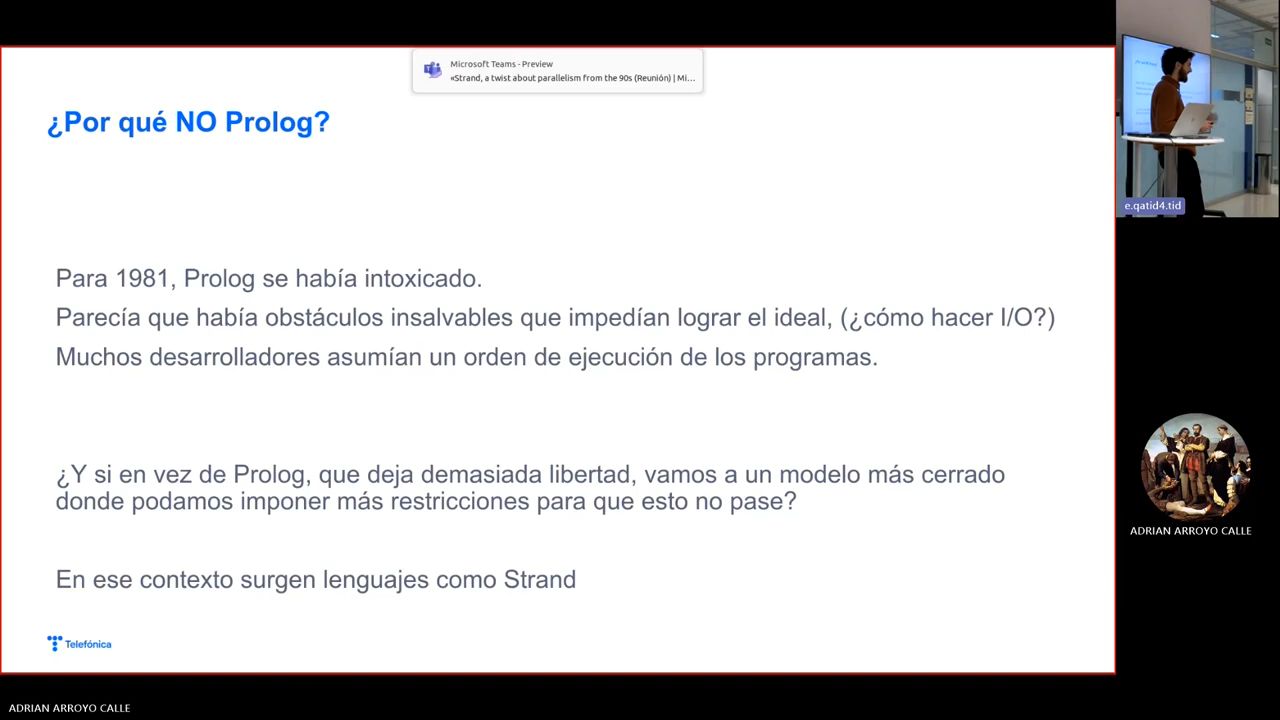 Microsoft Teams - Preview
«Strand, a twist about parallelism from the 90s (Reunión) | Mi...
¿Por qué NO Prolog?
Para 1981, Prolog se había intoxicado.
Parecía que había obstáculos insalvables que impedían lograr el ideal, (¿cómo hacer I/O?)
Muchos desarrolladores asumían un orden de ejecución de los programas.
¿Y si en vez de Prolog, que deja demasiada libertad, vamos a un modelo más cerrado
donde podamos imponer más restricciones para que esto no pase?
En ese contexto surgen lenguajes como Strand
Telefónica
e.qatid4.tid
ADRIAN ARROYO CALLE
ADRIAN ARROYO CALLE